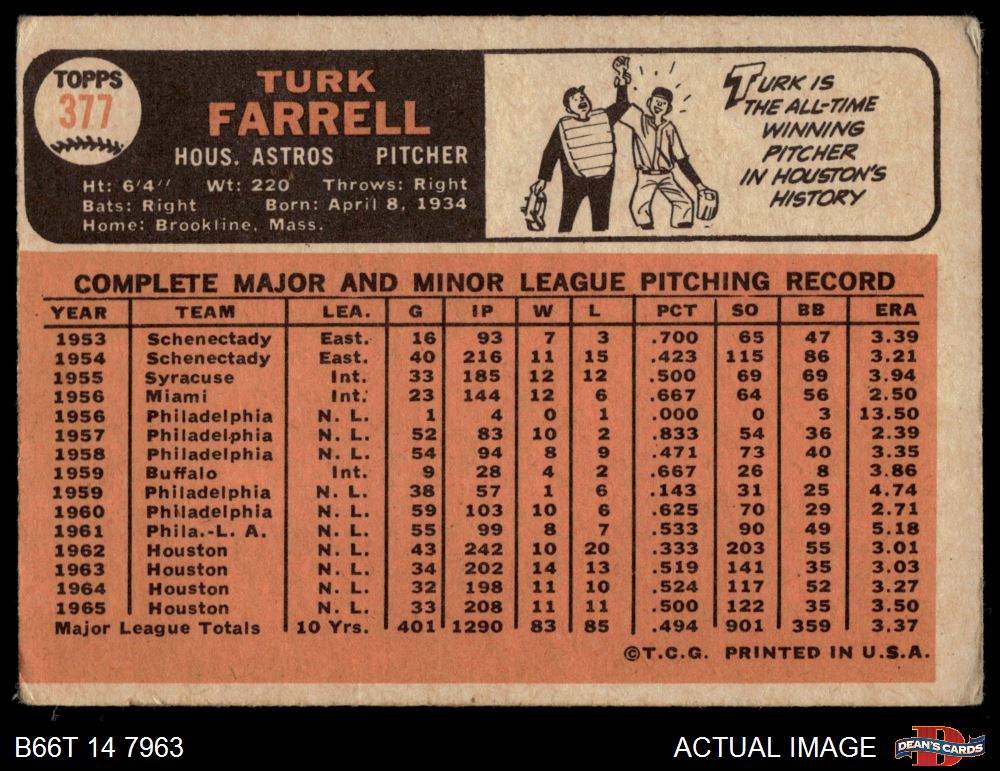 TOPPS
377
TURK
FARRELL
HOUS. ASTROS PITCHER
Ht: 6'4" Wt: 220 Throws: Right
Bats: Right Born: April 8, 1934
Home: Brookline, Mass.
TURK IS
THE ALL-TIME
WINNING
PITCHER
IN HOUSTON'S
HISTORY
COMPLETE MAJOR AND MINOR LEAGUE PITCHING RECORD
YEAR TEAM LEA. G IP W L PCT SO BB ERA
1953 Schenectady East. 16 93 7 3 .700 65 47 3.39
1954 Schenectady East. 40 216 11 15 .423 115 86 3.21
1955 Syracuse Int. 33 185 12 12 .500 69 69 3.94
1956 Miami Int. 23 144 12 6 .667 64 56 2.50
1956 Philadelphia N. L. 1 4 0 1 .000 0 3 13.50
1957 Philadelphia N. L. 52 83 10 2 .833 54 36 2.39
1958 Philadelphia N. L. 54 94 8 9 .471 73 40 3.35
1959 Buffalo Int. 9 28 4 2 .667 26 8 3.86
1959 Philadelphia N. L. 38 57 1 6 .143 31 25 4.74
1960 Philadelphia N. L. 59 103 10 6 .625 70 29 2.71
1961 Phila.-L. A. N. L. 55 99 8 7 .533 90 49 5.18
1962 Houston N. L. 43 242 10 20 .333 203 55 3.01
1963 Houston N. L. 34 202 14 13 .519 141 35 3.03
1964 Houston N. L. 32 198 11 10 .524 117 52 3.27
1965 Houston N. L. 33 208 11 11 .500 122 35 3.50
Major League Totals 10 Yrs. 401 1290 83 85 .494 901 359 3.37
©T.C.G. PRINTED IN U.S.A.
B66T 14 7963 ACTUAL IMAGE D DEAN'S CARDS